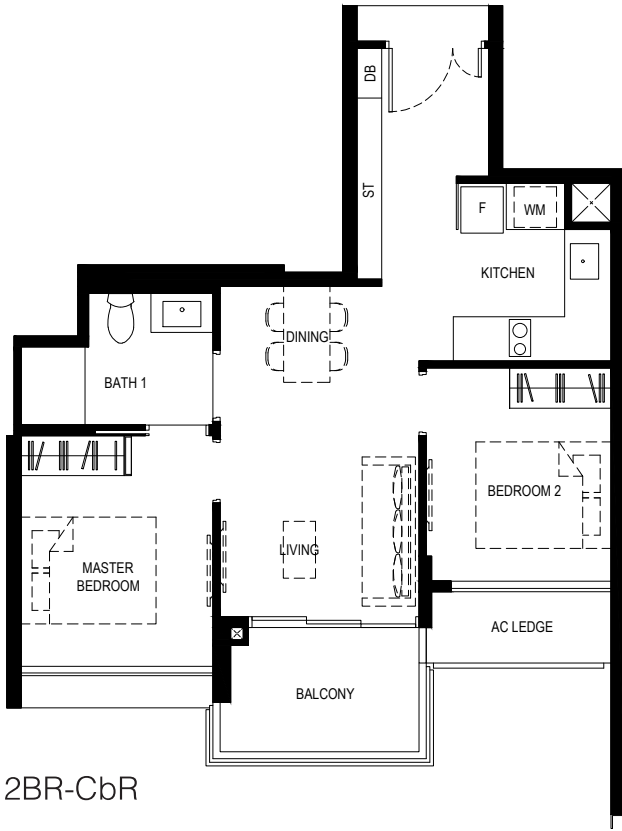 DB
ST
F
WM
KITCHEN
DINING
BATH 1
BEDROOM 2
LIVING
MASTER
BEDROOM
AC LEDGE
BALCONY
2BR-CbR